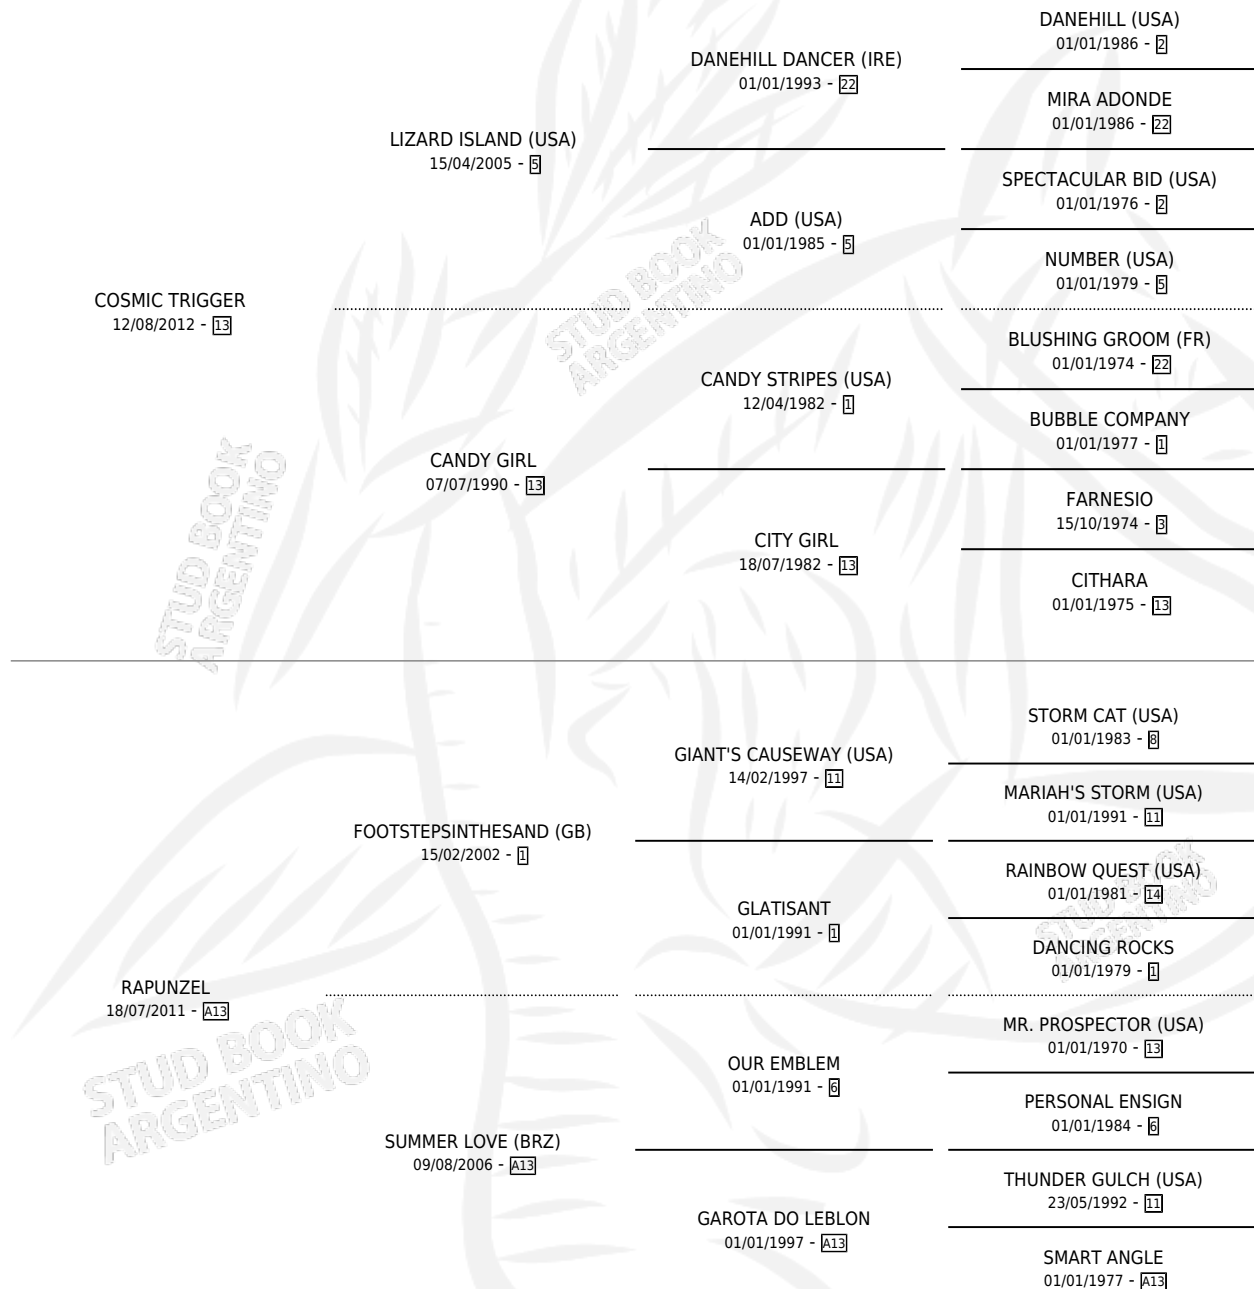 DANEHILL (USA)
01/01/1986 - 2
DANEHILL DANCER (IRE)
01/01/1993 - 22
MIRA ADONDE
01/01/1986 - 22
LIZARD ISLAND (USA)
15/04/2005 - 5
SPECTACULAR BID (USA)
01/01/1976 - 2
ADD (USA)
01/01/1985 - 5
NUMBER (USA)
01/01/1979 - 5
COSMIC TRIGGER
12/08/2012 - 13
STUD BOOK
ARGENTINO
BLUSHING GROOM (FR)
01/01/1974 - 22
CANDY STRIPES (USA)
12/04/1982 - 1
BUBBLE COMPANY
01/01/1977 - 1
CANDY GIRL
07/07/1990 - 13
FARNESIO
15/10/1974 - 3
CITY GIRL
18/07/1982 - 13
CITHARA
01/01/1975 - 13
STUD BOOK
ARGENTINO
STORM CAT (USA)
01/01/1983 - 8
GIANT'S CAUSEWAY (USA)
14/02/1997 - 11
MARIAH'S STORM (USA)
01/01/1991 - 11
FOOTSTEPSINTHESAND (GB)
15/02/2002 - 1
RAINBOW QUEST (USA)
01/01/1981 - 14
GLATISANT
01/01/1991 - 1
DANCING ROCKS
01/01/1979 - 1
STUD BOOK
ARGENTINO
RAPUNZEL
18/07/2011 - A13
MR. PROSPECTOR (USA)
01/01/1970 - 13
OUR EMBLEM
01/01/1991 - 6
PERSONAL ENSIGN
01/01/1984 - 6
STUD BOOK
ARGENTINO
SUMMER LOVE (BRZ)
09/08/2006 - A13
THUNDER GULCH (USA)
23/05/1992 - 11
GAROTA DO LEBLON
01/01/1997 - A13
SMART ANGLE
01/01/1977 - A13